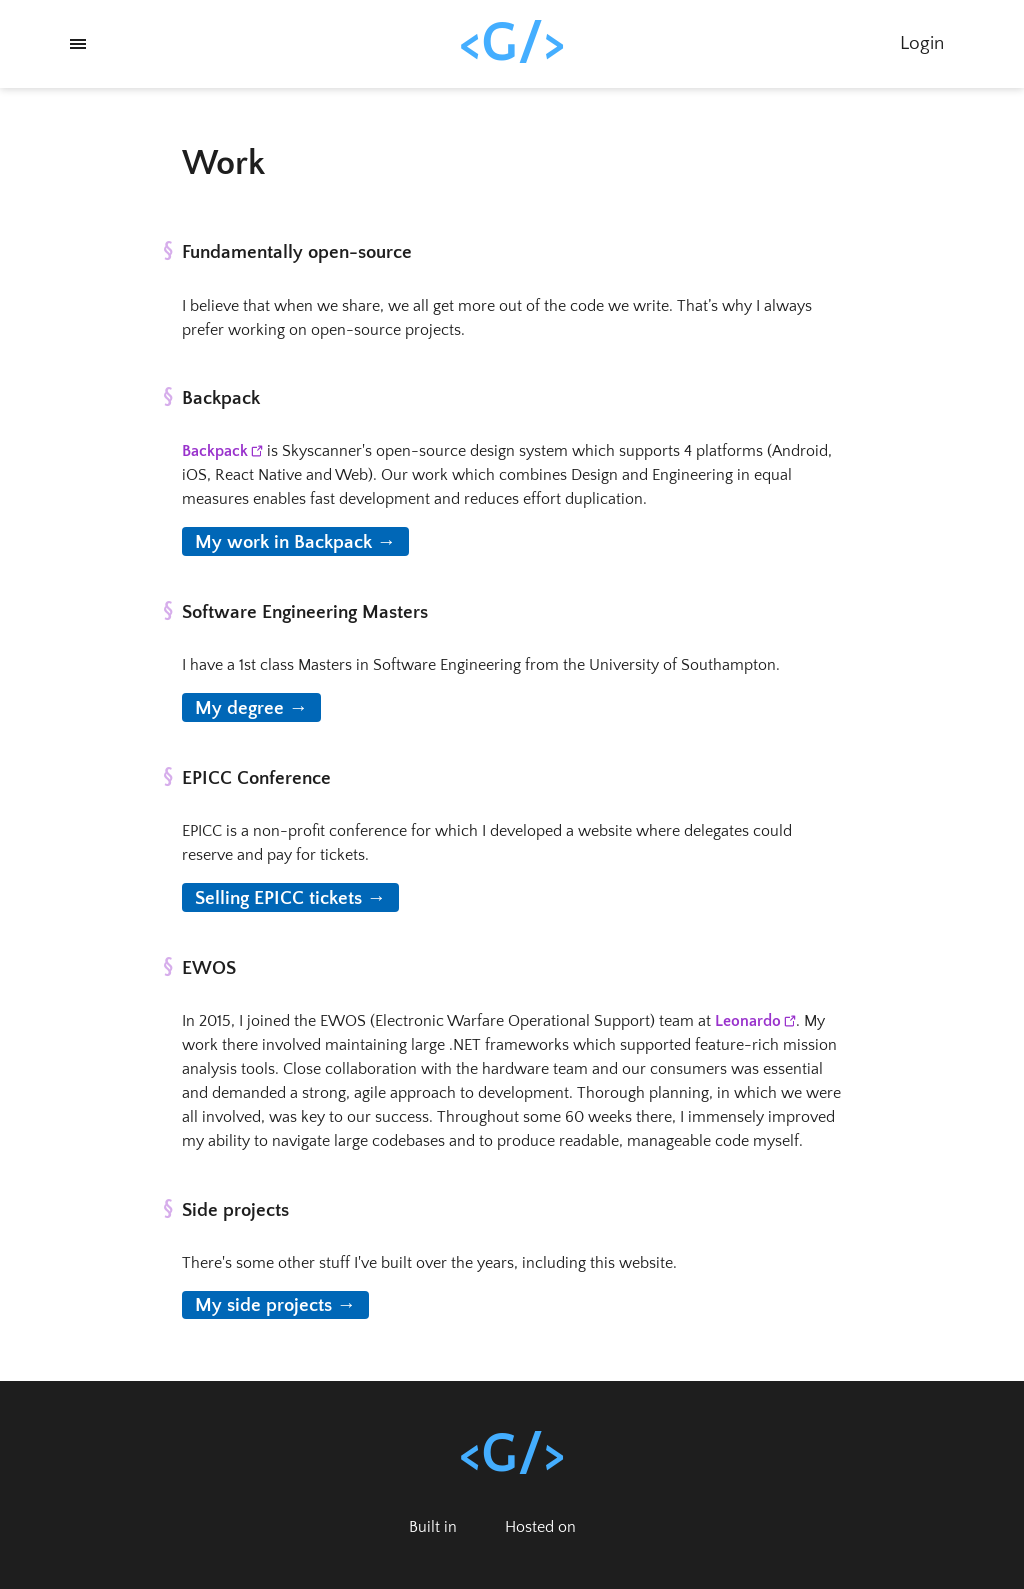 <G/>
Login
Work
§ Fundamentally open-source
I believe that when we share, we all get more out of the code we write. That's why I always
prefer working on open-source projects.
§ Backpack
Backpack is Skyscanner's open-source design system which supports 4 platforms (Android,
iOS, React Native and Web). Our work which combines Design and Engineering in equal
measures enables fast development and reduces effort duplication.
My work in Backpack →
§ Software Engineering Masters
I have a 1st class Masters in Software Engineering from the University of Southampton.
My degree →
§ EPICC Conference
EPICC is a non-profit conference for which I developed a website where delegates could
reserve and pay for tickets.
Selling EPICC tickets →
§ EWOS
In 2015, I joined the EWOS (Electronic Warfare Operational Support) team at Leonardo. My
work there involved maintaining large .NET frameworks which supported feature-rich mission
analysis tools. Close collaboration with the hardware team and our consumers was essential
and demanded a strong, agile approach to development. Thorough planning, in which we were
all involved, was key to our success. Throughout some 60 weeks there, I immensely improved
my ability to navigate large codebases and to produce readable, manageable code myself.
§ Side projects
There's some other stuff I've built over the years, including this website.
My side projects →
<G/>
Built in
Hosted on